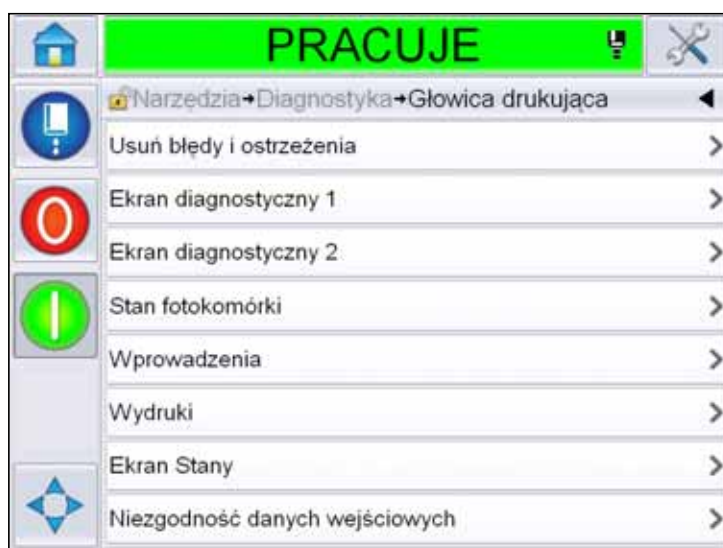 PRACUJE
Narzędzia→Diagnostyka→Głowica drukująca
Usuń błędy i ostrzeżenia
Ekran diagnostyczny 1
Ekran diagnostyczny 2
Stan fotokomórki
Wprowadzenia
Wydruki
Ekran Stany
Niezgodność danych wejściowych